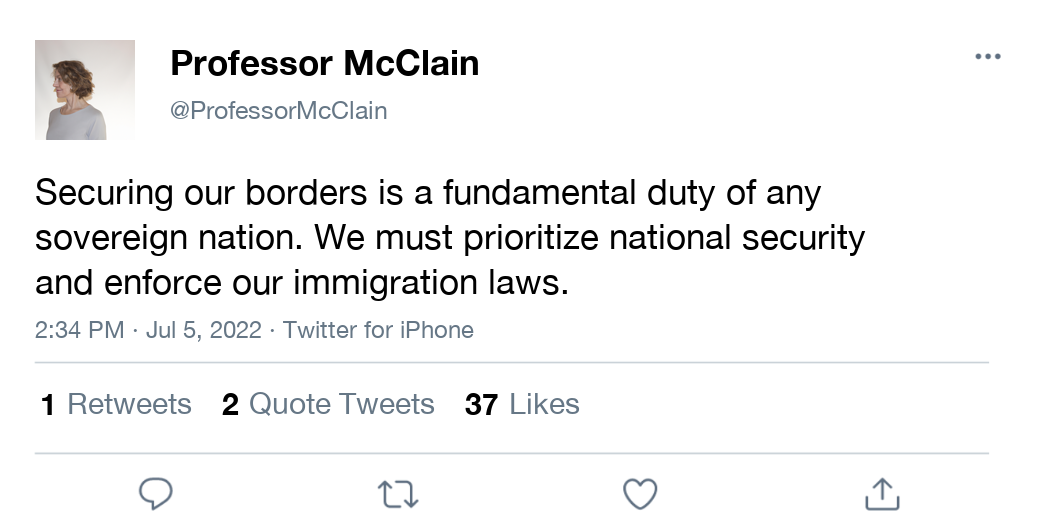 Professor McClain
@ProfessorMcClain
Securing our borders is a fundamental duty of any
sovereign nation. We must prioritize national security
and enforce our immigration laws.
2:34 PM · Jul 5, 2022 · Twitter for iPhone
1 Retweets 2 Quote Tweets 37 Likes